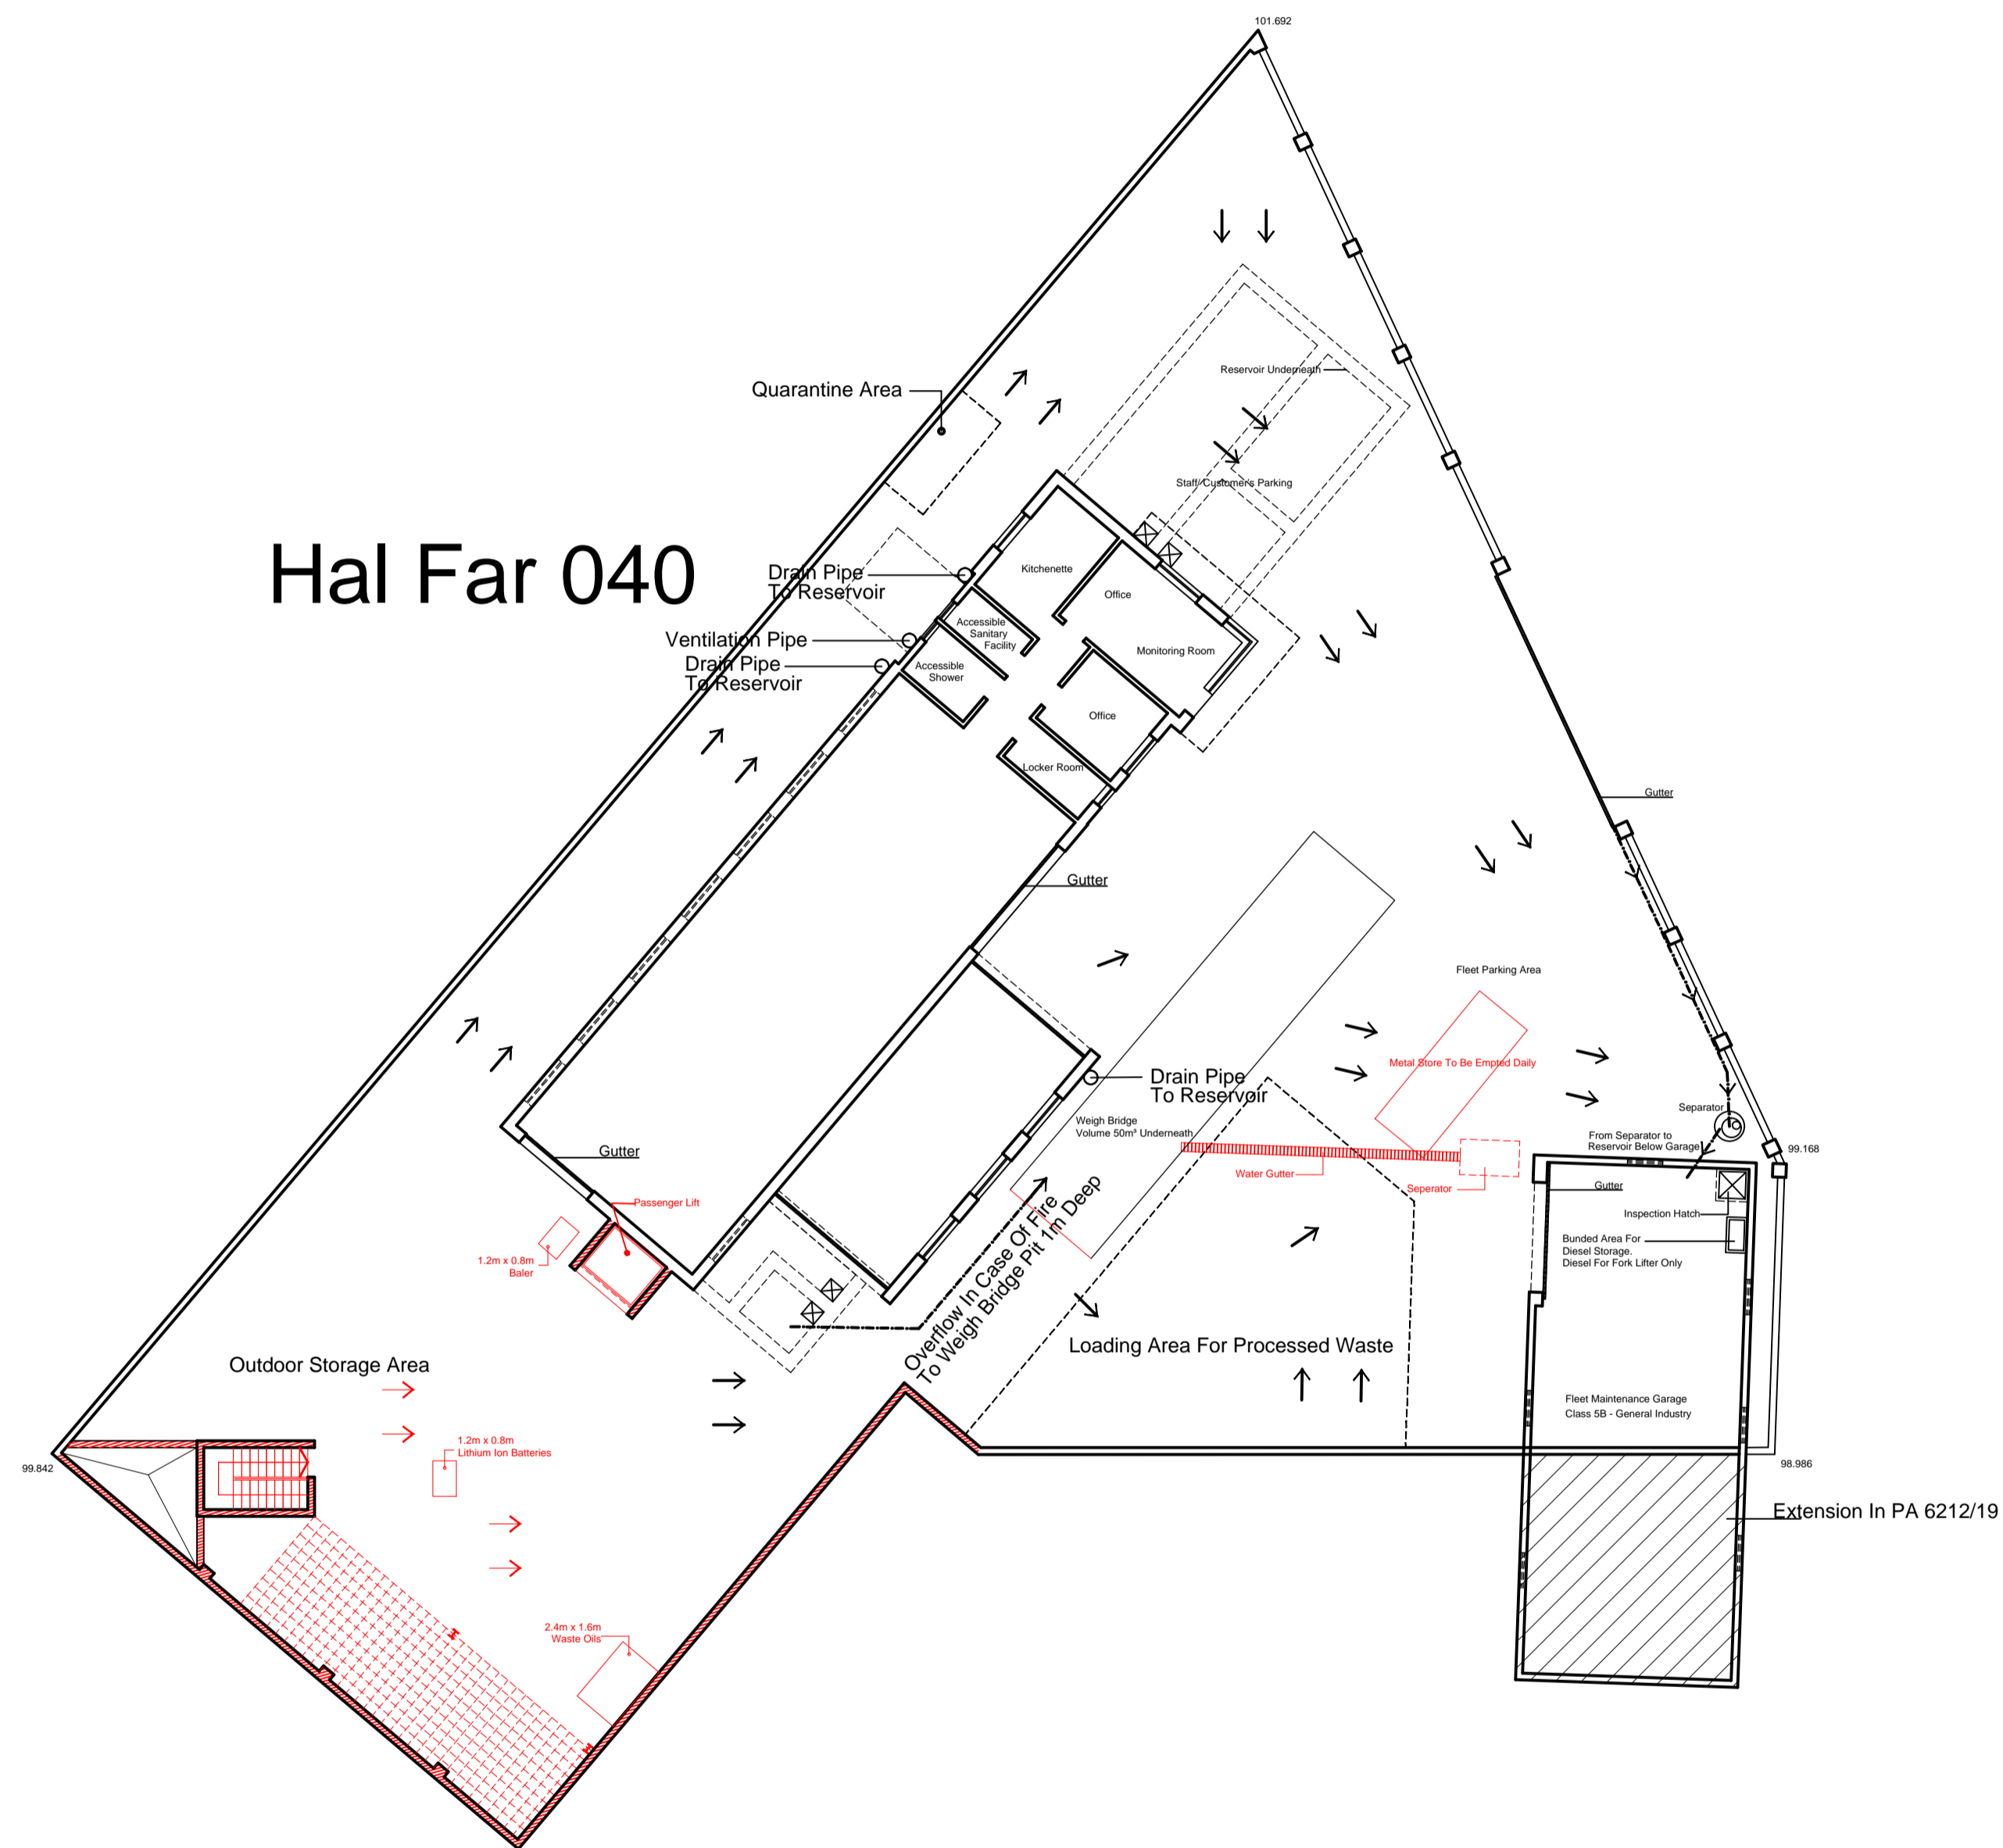 101.692
Quarantine Area
Reservoir Underneath
Staff/Customer's Parking
Hal Far 040
Drain Pipe
To Reservoir
Kitchenette
Office
Accessible
Sanitary
Facility
Ventilation Pipe
Monitoring Room
Drain Pipe
To Reservoir
Accessible
Shower
Office
Locker Room
Gutter
Gutter
Fleet Parking Area
Metal Store To Be Empted Daily
Drain Pipe
To Reservoir
Separator
Weigh Bridge
Volume 50m³ Underneath
From Separator to
Reservoir Below Garage
99.168
Gutter
Water Gutter
Seperator
Gutter
Passenger Lift
Inspection Hatch
1.2m x 0.8m
Baler
Bunded Area For
Diesel Storage.
Diesel For Fork Lifter Only
Overflow In Case Of Fire
To Weigh Bridge Pit 1m Deep
Loading Area For Processed Waste
Outdoor Storage Area
Fleet Maintenance Garage
Class 5B - General Industry
1.2m x 0.8m
Lithium Ion Batteries
99.842
98.986
Extension In PA 6212/19
2.4m x 1.6m
Waste Oils